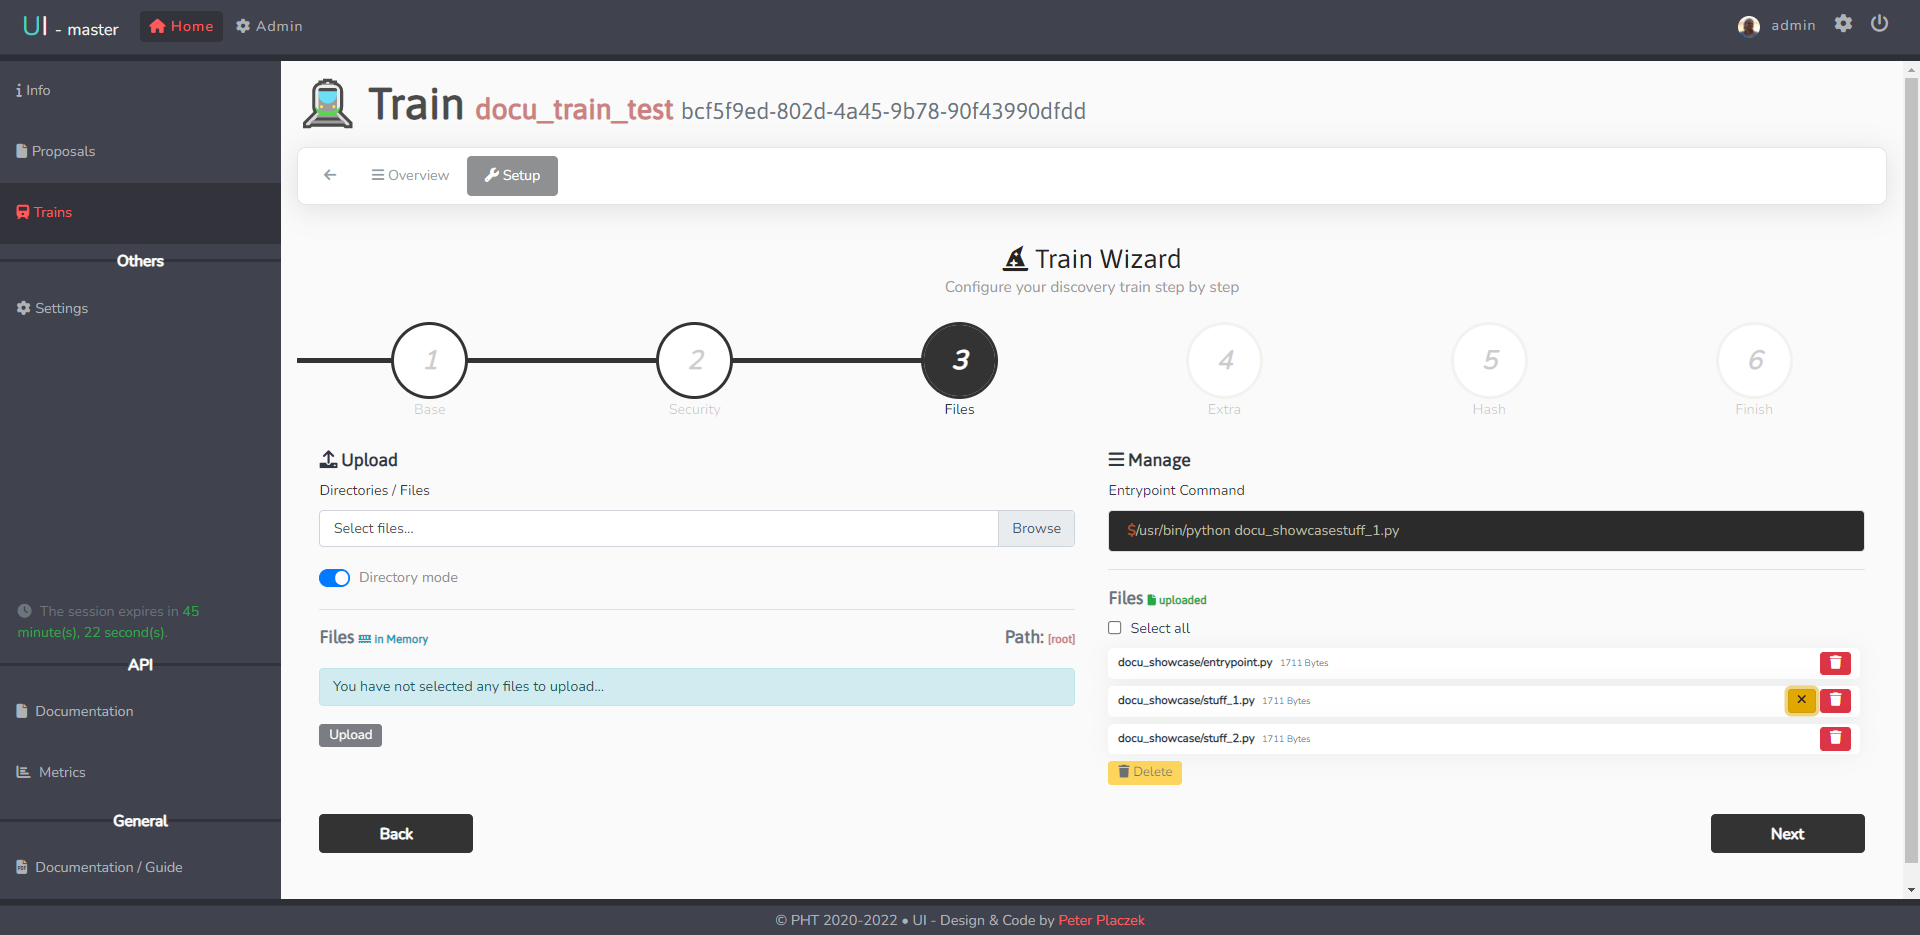 UI - master
Home
Admin
admin
Info
Proposals
Trains
Others
Settings
The session expires in 45
minute(s), 22 second(s).
API
Documentation
Metrics
General
Documentation / Guide
Train docu_train_test bcf5f9ed-802d-4a45-9b78-90f43990dfdd
Overview
Setup
Train Wizard
Configure your discovery train step by step
1
2
3
4
5
6
Base
Security
Files
Extra
Hash
Finish
Upload
Directories / Files
Select files...
Browse
Directory mode
Files in Memory
Path: [root]
You have not selected any files to upload...
Upload
Manage
Entrypoint Command
$/usr/bin/python docu_showcasestuff_1.py
Files uploaded
Select all
docu_showcase/entrypoint.py 1711 Bytes
docu_showcase/stuff_1.py 1711 Bytes
docu_showcase/stuff_2.py 1711 Bytes
Delete
Back
Next
© PHT 2020-2022 • UI - Design & Code by Peter Placzek